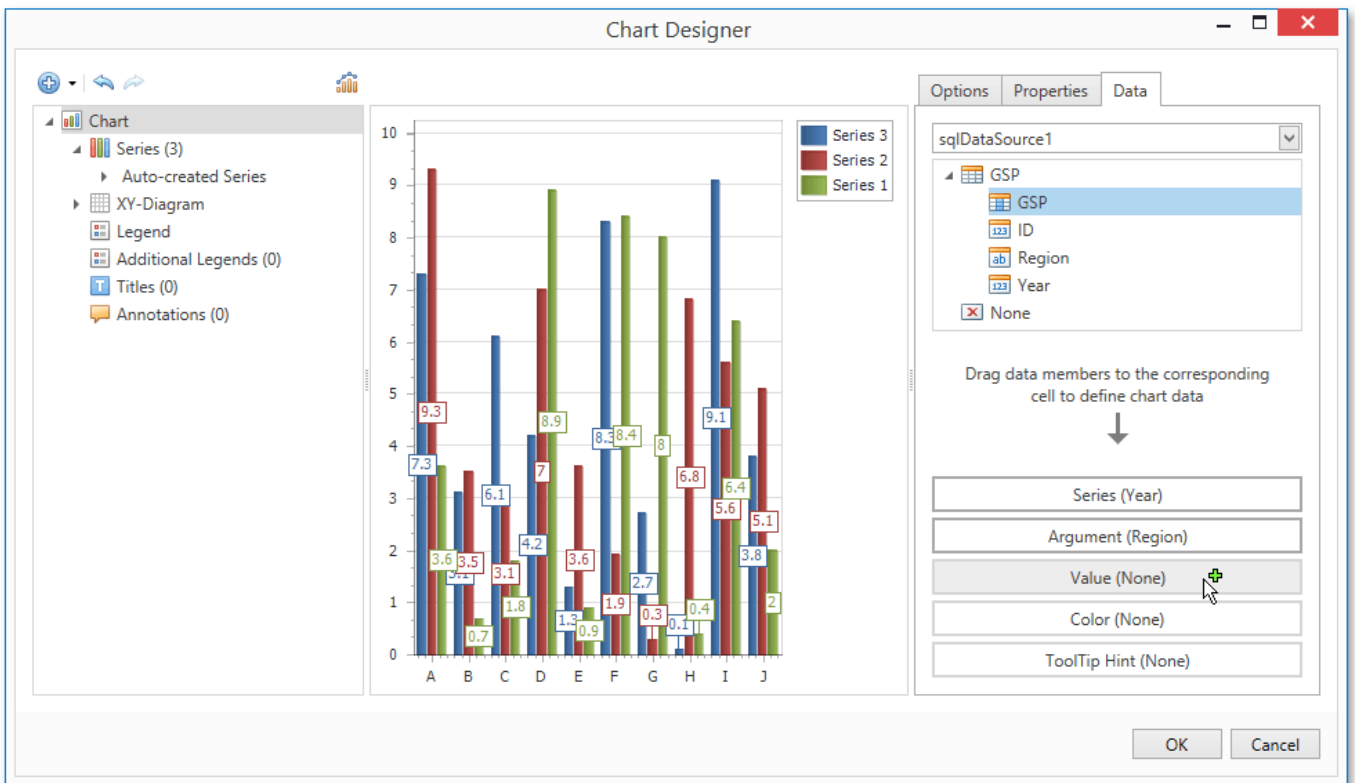 Chart Designer
Options Properties Data
Chart
Series (3)
Auto-created Series
XY-Diagram
Legend
Additional Legends (0)
Titles (0)
Annotations (0)
10
9
8
7
6
5
4
3
2
1
0
7.3
9.3
3.6
3.1
3.5
0.7
6.1
3.1
1.8
4.2
7
8.9
1.3
3.6
0.9
8.3
1.9
8.4
2.7
0.3
8
0.1
6.8
0.4
9.1
5.6
6.4
3.8
5.1
2
A B C D E F G H I J
Series 3
Series 2
Series 1
sqlDataSource1
GSP
GSP
123 ID
ab Region
123 Year
None
Drag data members to the corresponding
cell to define chart data
Series (Year)
Argument (Region)
Value (None)
Color (None)
ToolTip Hint (None)
OK Cancel